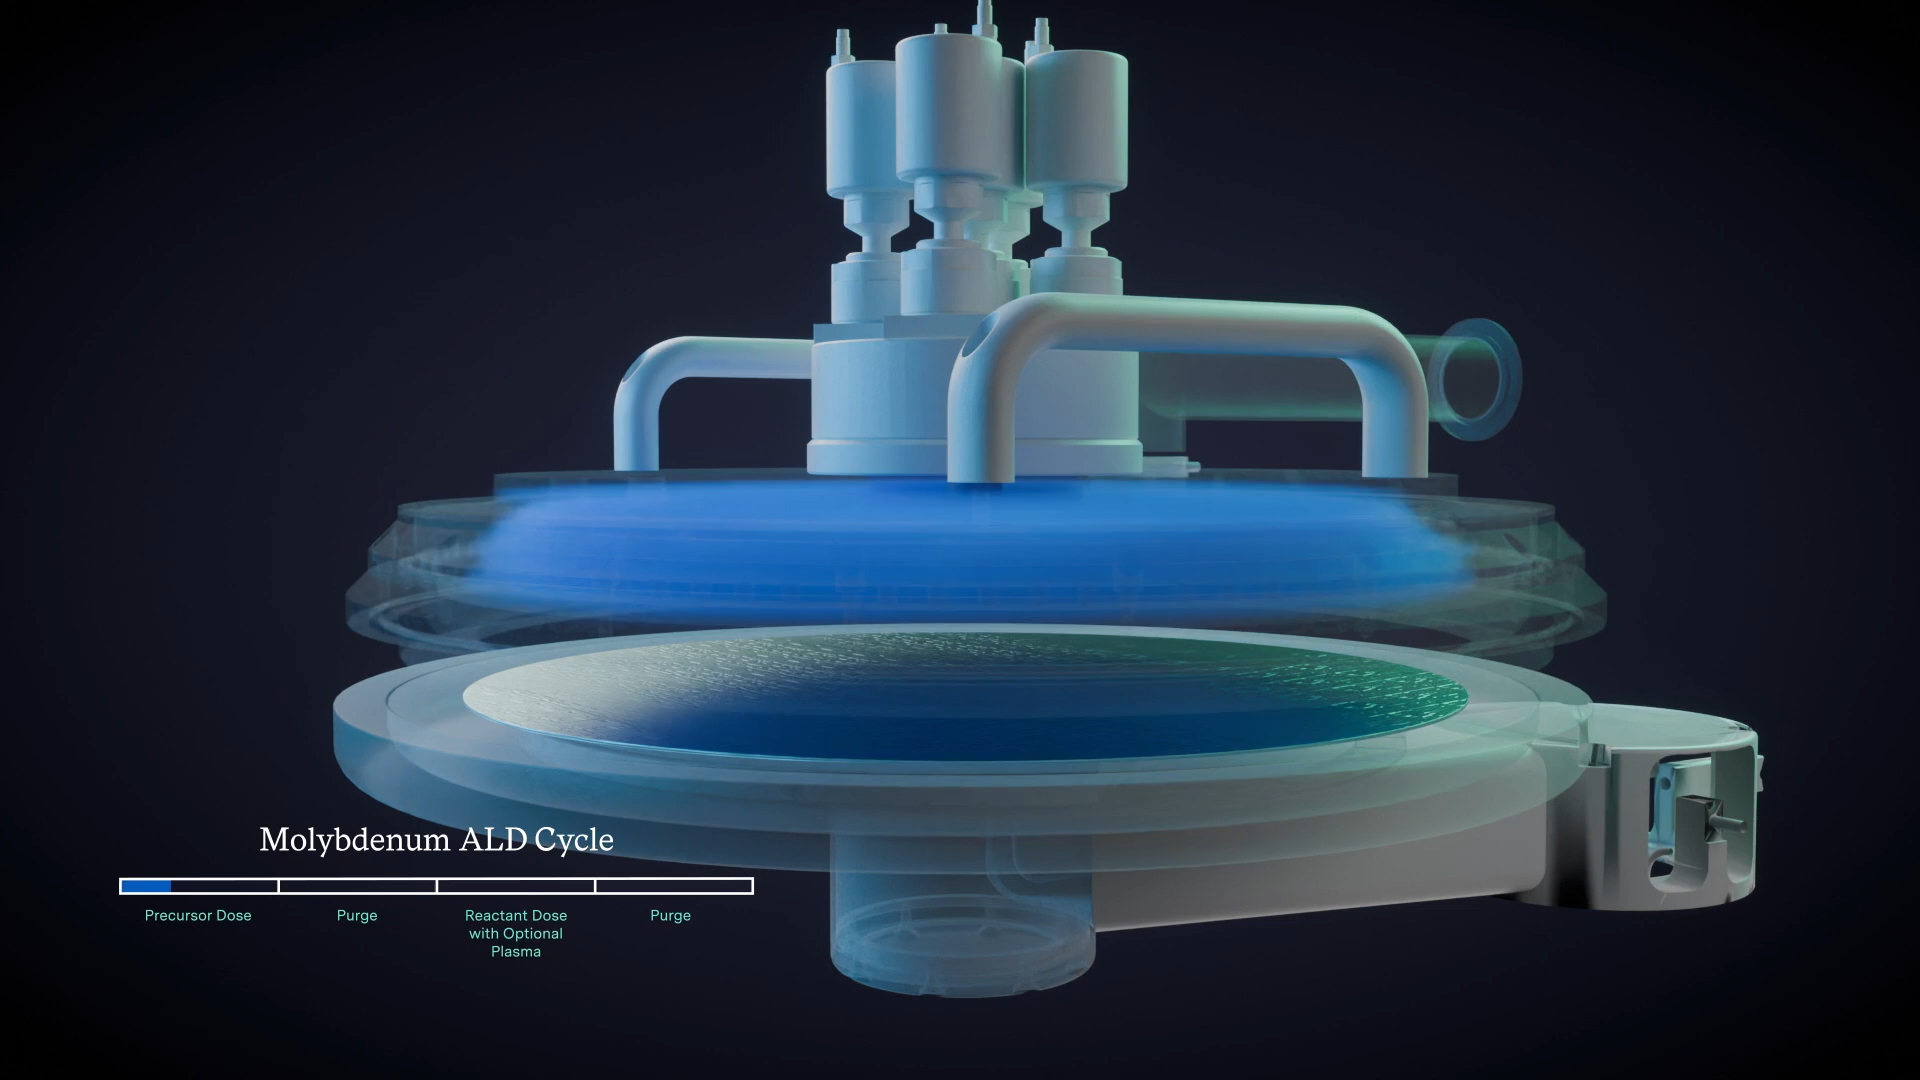 Molybdenum ALD Cycle
Precursor Dose
Purge
Reactant Dose
with Optional
Plasma
Purge